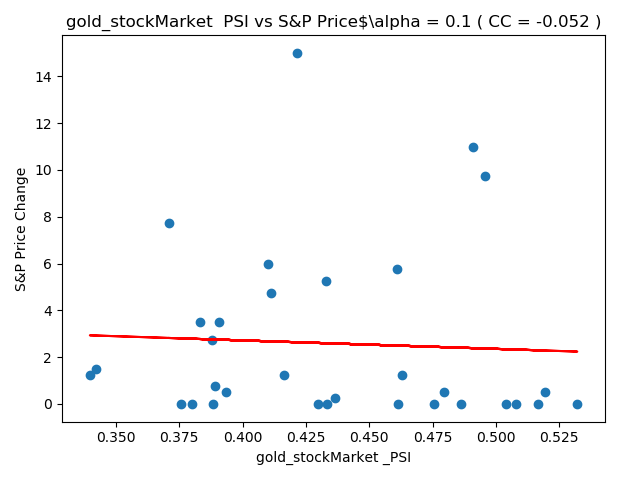 gold_stockMarket  PSI vs S&P Price$\alpha = 0.1 ( CC = -0.052 )
14
12
10
8
6
4
2
0
S&P Price Change
0.350 0.375 0.400 0.425 0.450 0.475 0.500 0.525
gold_stockMarket _PSI